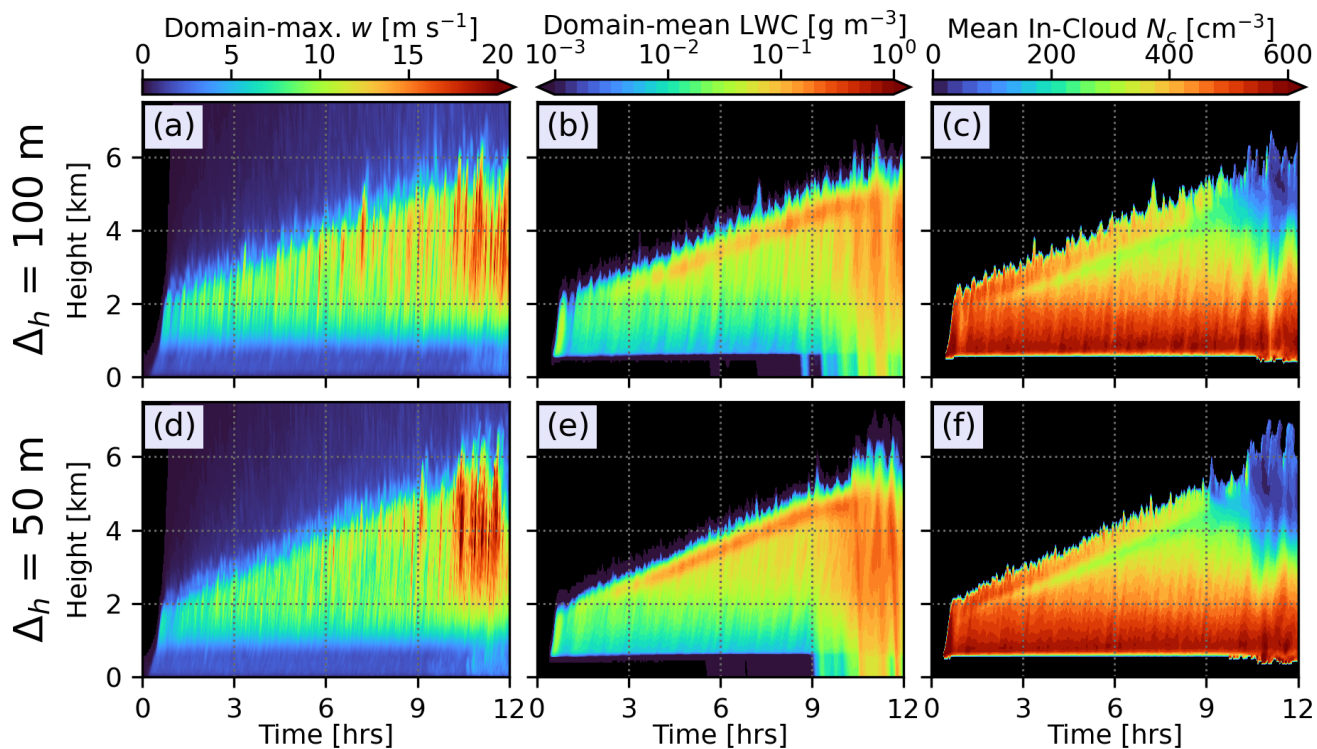 Domain-max. w [m s⁻¹]
0 5 10 15 20
Domain-mean LWC [g m⁻³]
10⁻³ 10⁻² 10⁻¹ 10⁰
Mean In-Cloud N_c [cm⁻³]
0 200 400 600
Δ_h = 100 m
Height [km]
6
4
2
0
(a)
(b)
(c)
Δ_h = 50 m
Height [km]
6
4
2
0
(d)
(e)
(f)
0 3 6 9 12
0 3 6 9 12
0 3 6 9 12
Time [hrs]
Time [hrs]
Time [hrs]